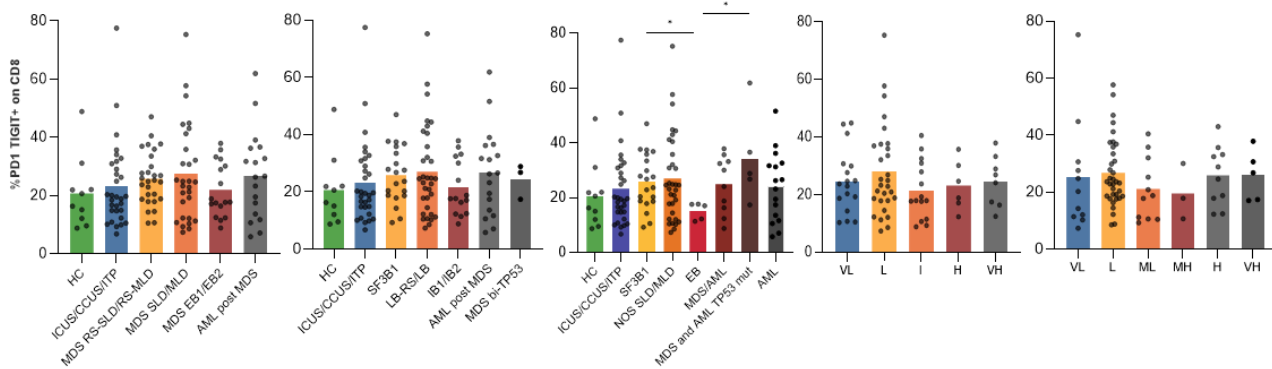 %PD1 TIGIT+ on CD8
80
60
40
20
0
HC
ICUS/CCUS/ITP
MDS RS-SLD/RS-MLD
MDS SLD/MLD
MDS EB1/EB2
AML post MDS
80
60
40
20
0
HC
ICUS/CCUS/ITP
SF3B1
LB-RS/LB
IB1/IB2
AML post MDS
MDS bi-TP53
80
60
40
20
0
*
*
HC
ICUS/CCUS/ITP
SF3B1
NOS SLD/MLD
EB
MDS/AML
MDS and AML TP53 mut
AML
80
60
40
20
0
VL
L
I
H
VH
80
60
40
20
0
VL
L
ML
MH
H
VH